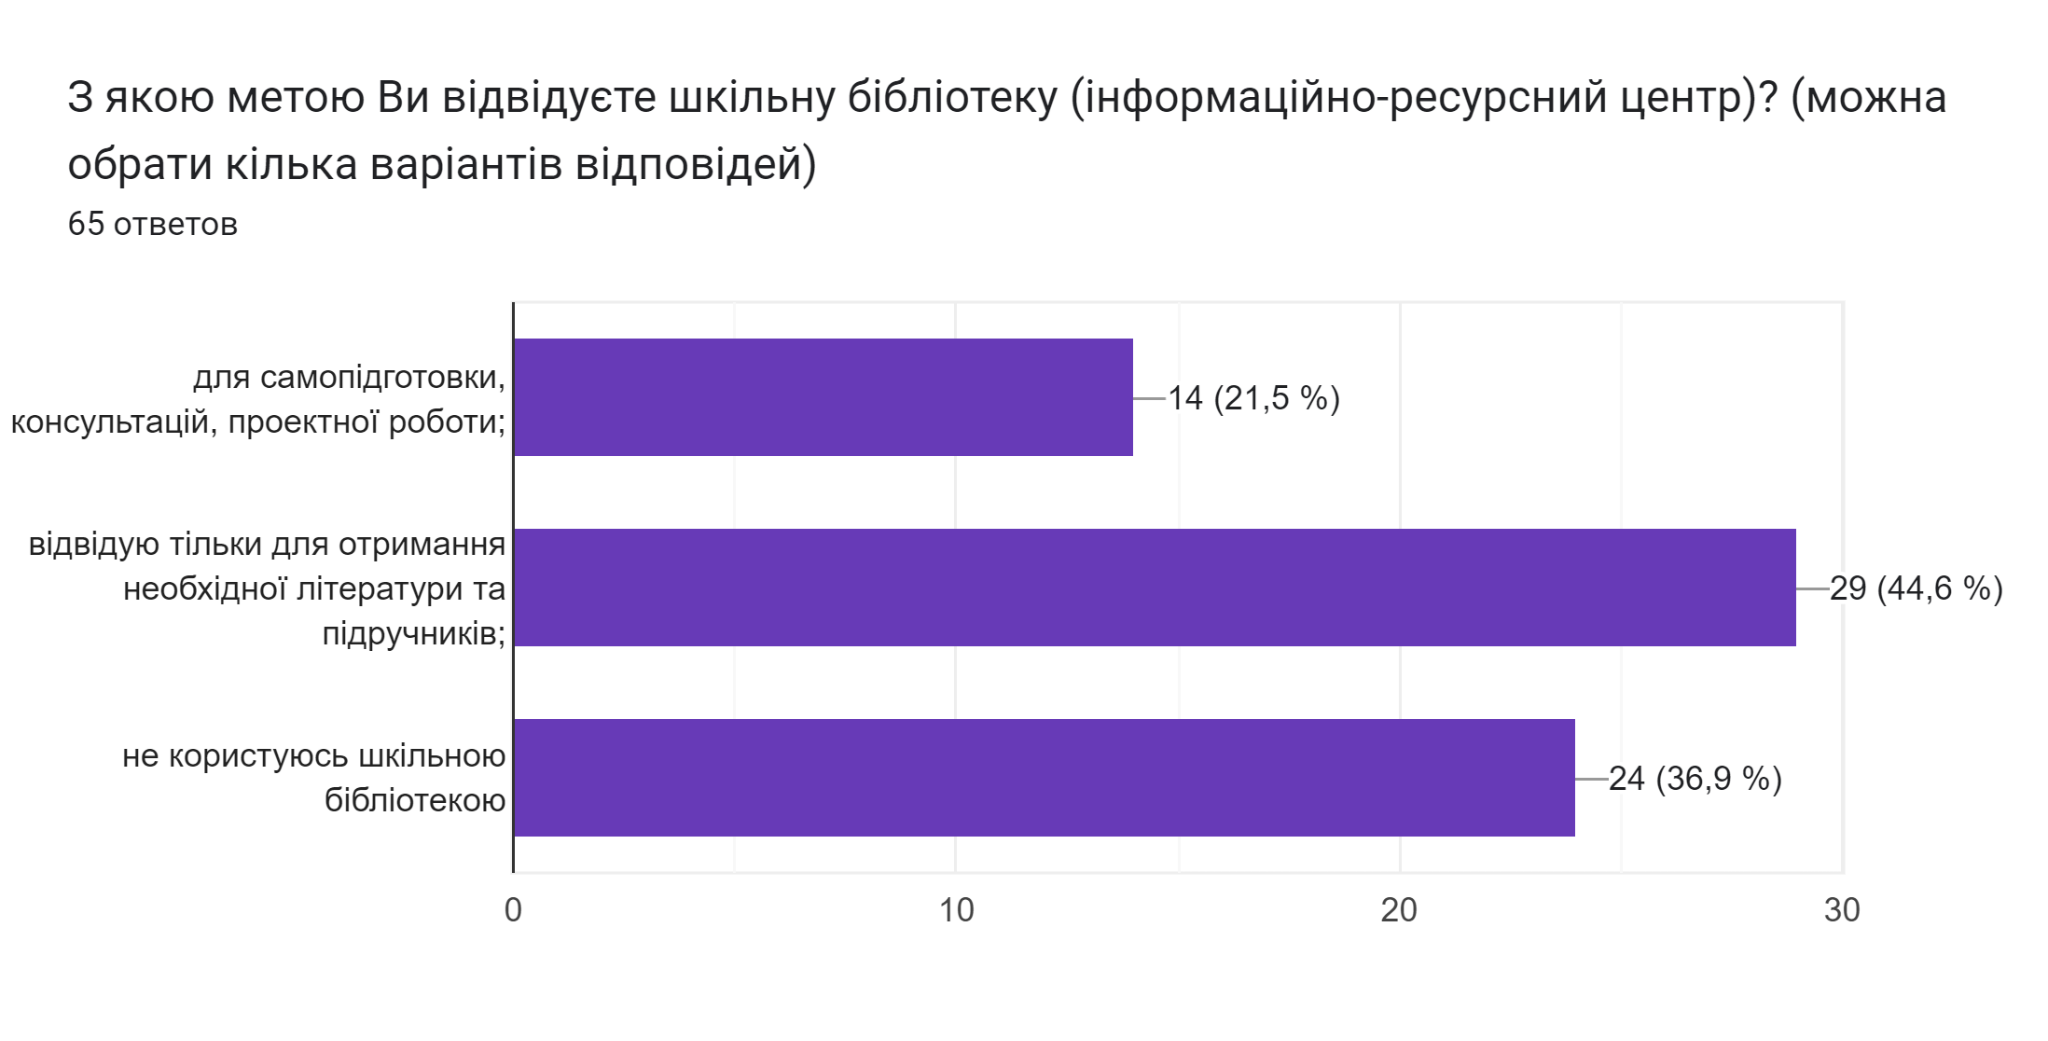 З якою метою Ви відвідуєте шкільну бібліотеку (інформаційно-ресурсний центр)? (можна
обрати кілька варіантів відповідей)
65 ответов
для самопідготовки,
консультацій, проектної роботи;
14 (21,5 %)
відвідую тільки для отримання
необхідної літератури та
підручників;
29 (44,6 %)
не користуюсь шкільною
бібліотекою
24 (36,9 %)
0 10 20 30